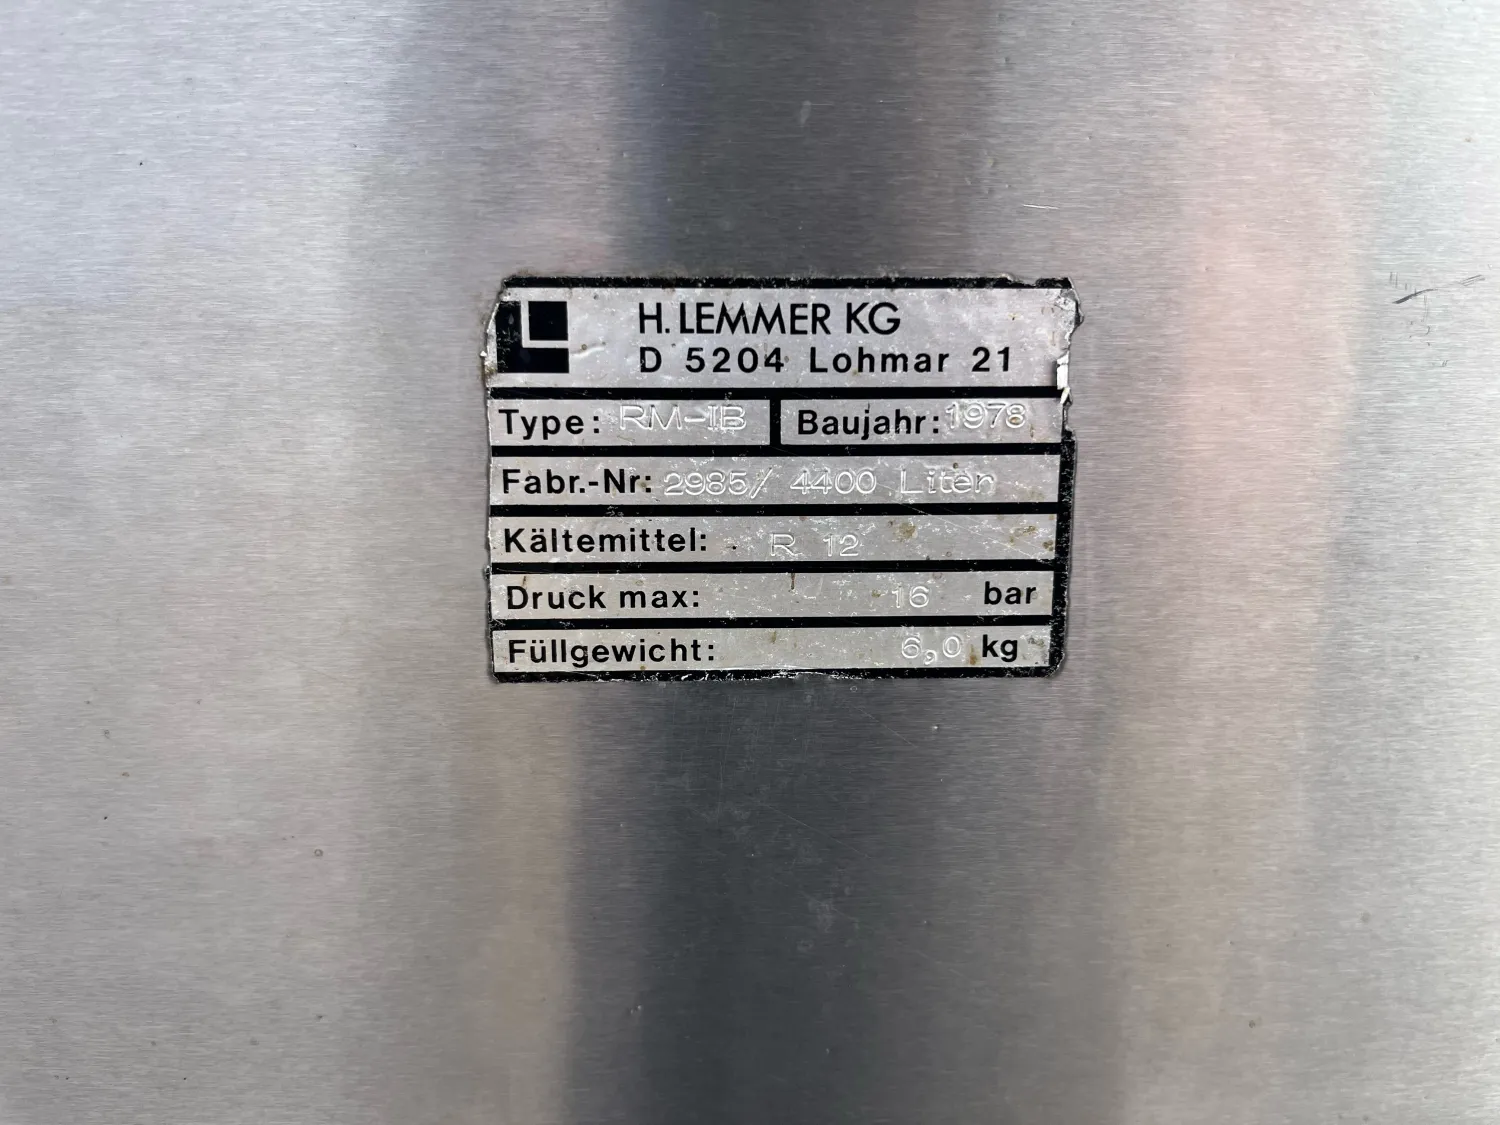 H. LEMMER KG
D 5204 Lohmar 21
Type: RM-IB Baujahr: 1978
Fabr.-Nr: 2985/ 4400 Liter
Kältemittel: R 12
Druck max: 16 bar
Füllgewicht: 6,0 kg